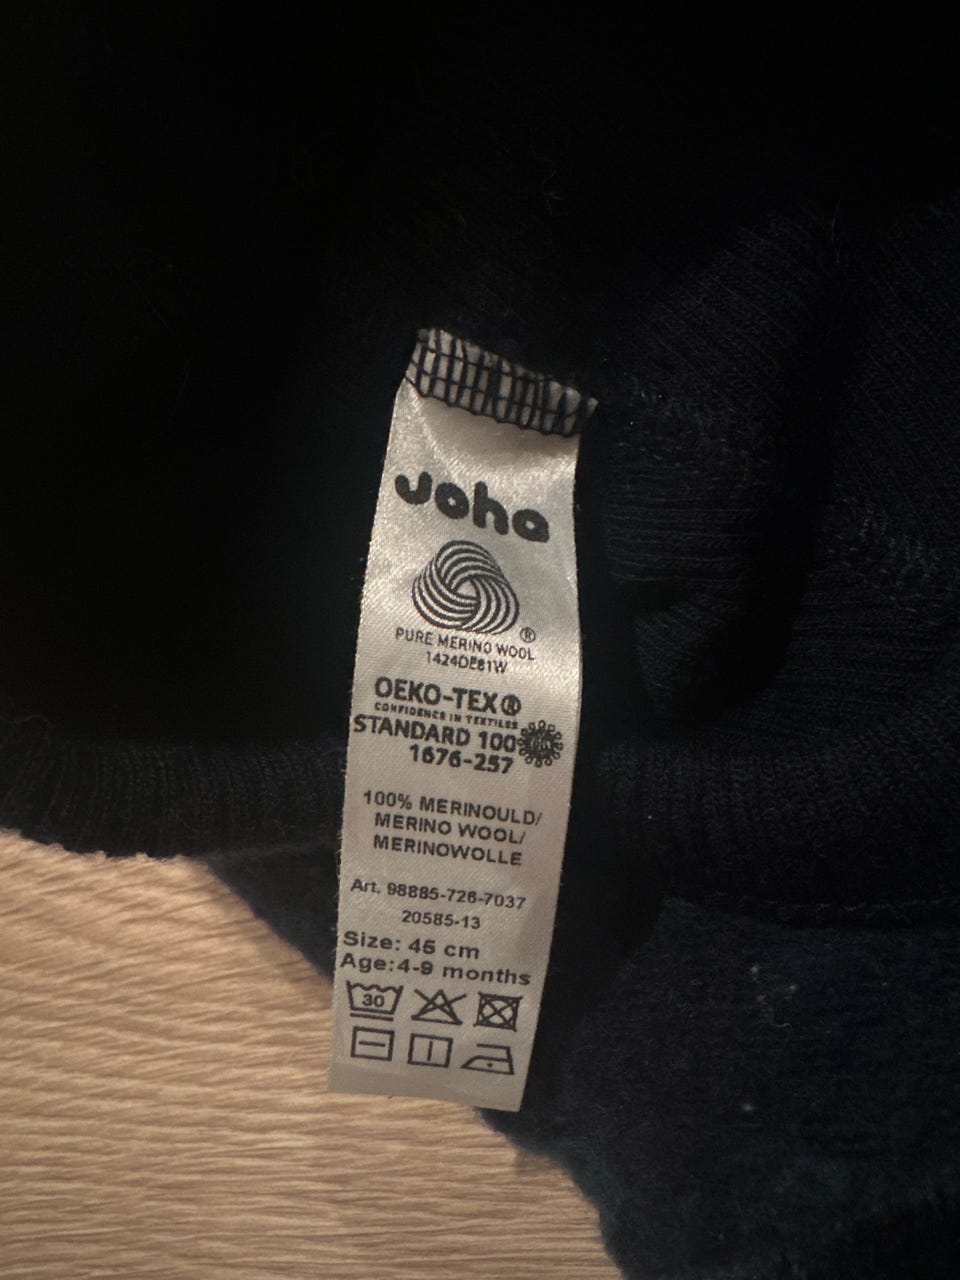 Joha
®
PURE MERINO WOOL
1424DE81W
OEKO-TEX®
CONFIDENCE IN TEXTILES
STANDARD 100
1676-257
100% MERINOULD/
MERINO WOOL/
MERINOWOLLE
Art. 98885-726-7037
20585-13
Size: 45 cm
Age:4-9 months
30